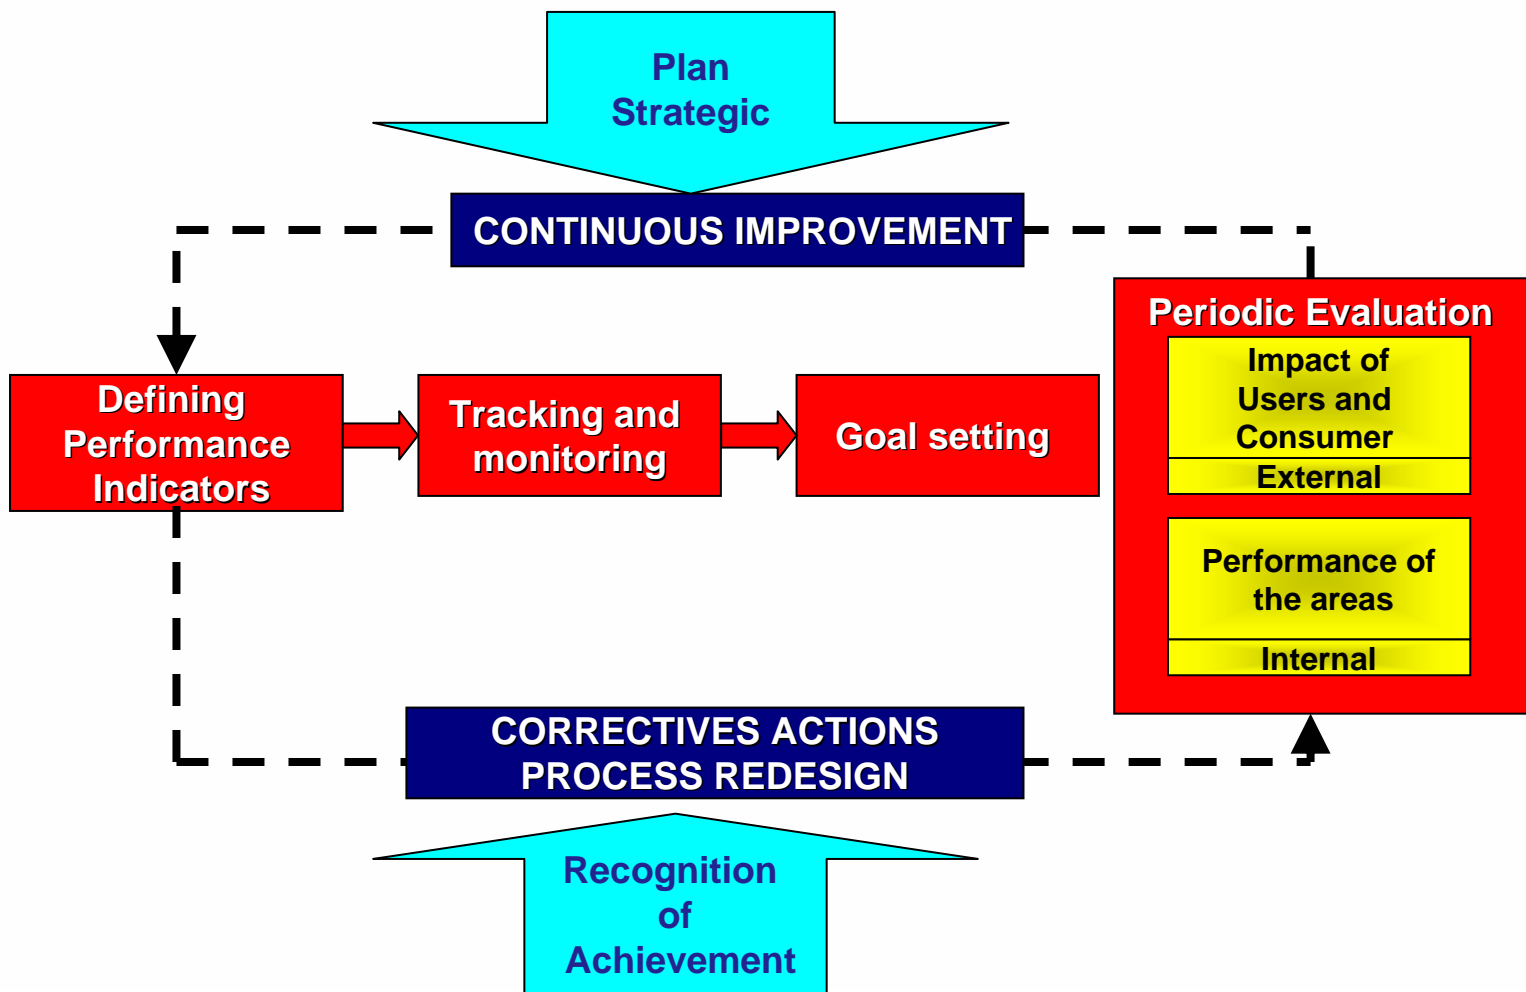 Plan
Strategic
CONTINUOUS IMPROVEMENT
Defining
Performance
Indicators
Tracking and
monitoring
Goal setting
Periodic Evaluation
Impact of
Users and
Consumer
External
Performance of
the areas
Internal
CORRECTIVES ACTIONS
PROCESS REDESIGN
Recognition
of
Achievement